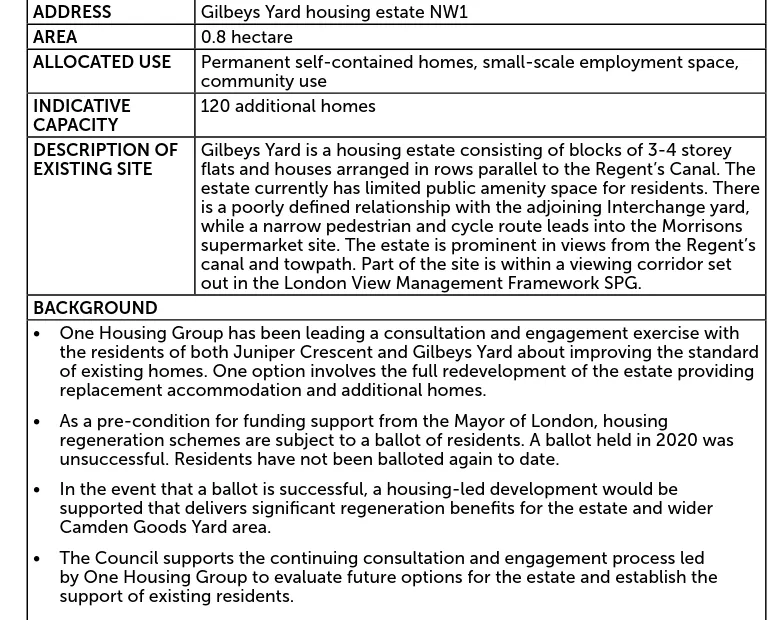 ADDRESS Gilbeys Yard housing estate NW1
AREA 0.8 hectare
ALLOCATED USE Permanent self-contained homes, small-scale employment space,
community use
INDICATIVE
CAPACITY
120 additional homes
DESCRIPTION OF
EXISTING SITE
Gilbeys Yard is a housing estate consisting of blocks of 3-4 storey
flats and houses arranged in rows parallel to the Regent’s Canal. The
estate currently has limited public amenity space for residents. There
is a poorly defined relationship with the adjoining Interchange yard,
while a narrow pedestrian and cycle route leads into the Morrisons
supermarket site. The estate is prominent in views from the Regent’s
canal and towpath. Part of the site is within a viewing corridor set
out in the London View Management Framework SPG.
BACKGROUND
• One Housing Group has been leading a consultation and engagement exercise with
the residents of both Juniper Crescent and Gilbeys Yard about improving the standard
of existing homes. One option involves the full redevelopment of the estate providing
replacement accommodation and additional homes.
• As a pre-condition for funding support from the Mayor of London, housing
regeneration schemes are subject to a ballot of residents. A ballot held in 2020 was
unsuccessful. Residents have not been balloted again to date.
• In the event that a ballot is successful, a housing-led development would be
supported that delivers significant regeneration benefits for the estate and wider
Camden Goods Yard area.
• The Council supports the continuing consultation and engagement process led
by One Housing Group to evaluate future options for the estate and establish the
support of existing residents.